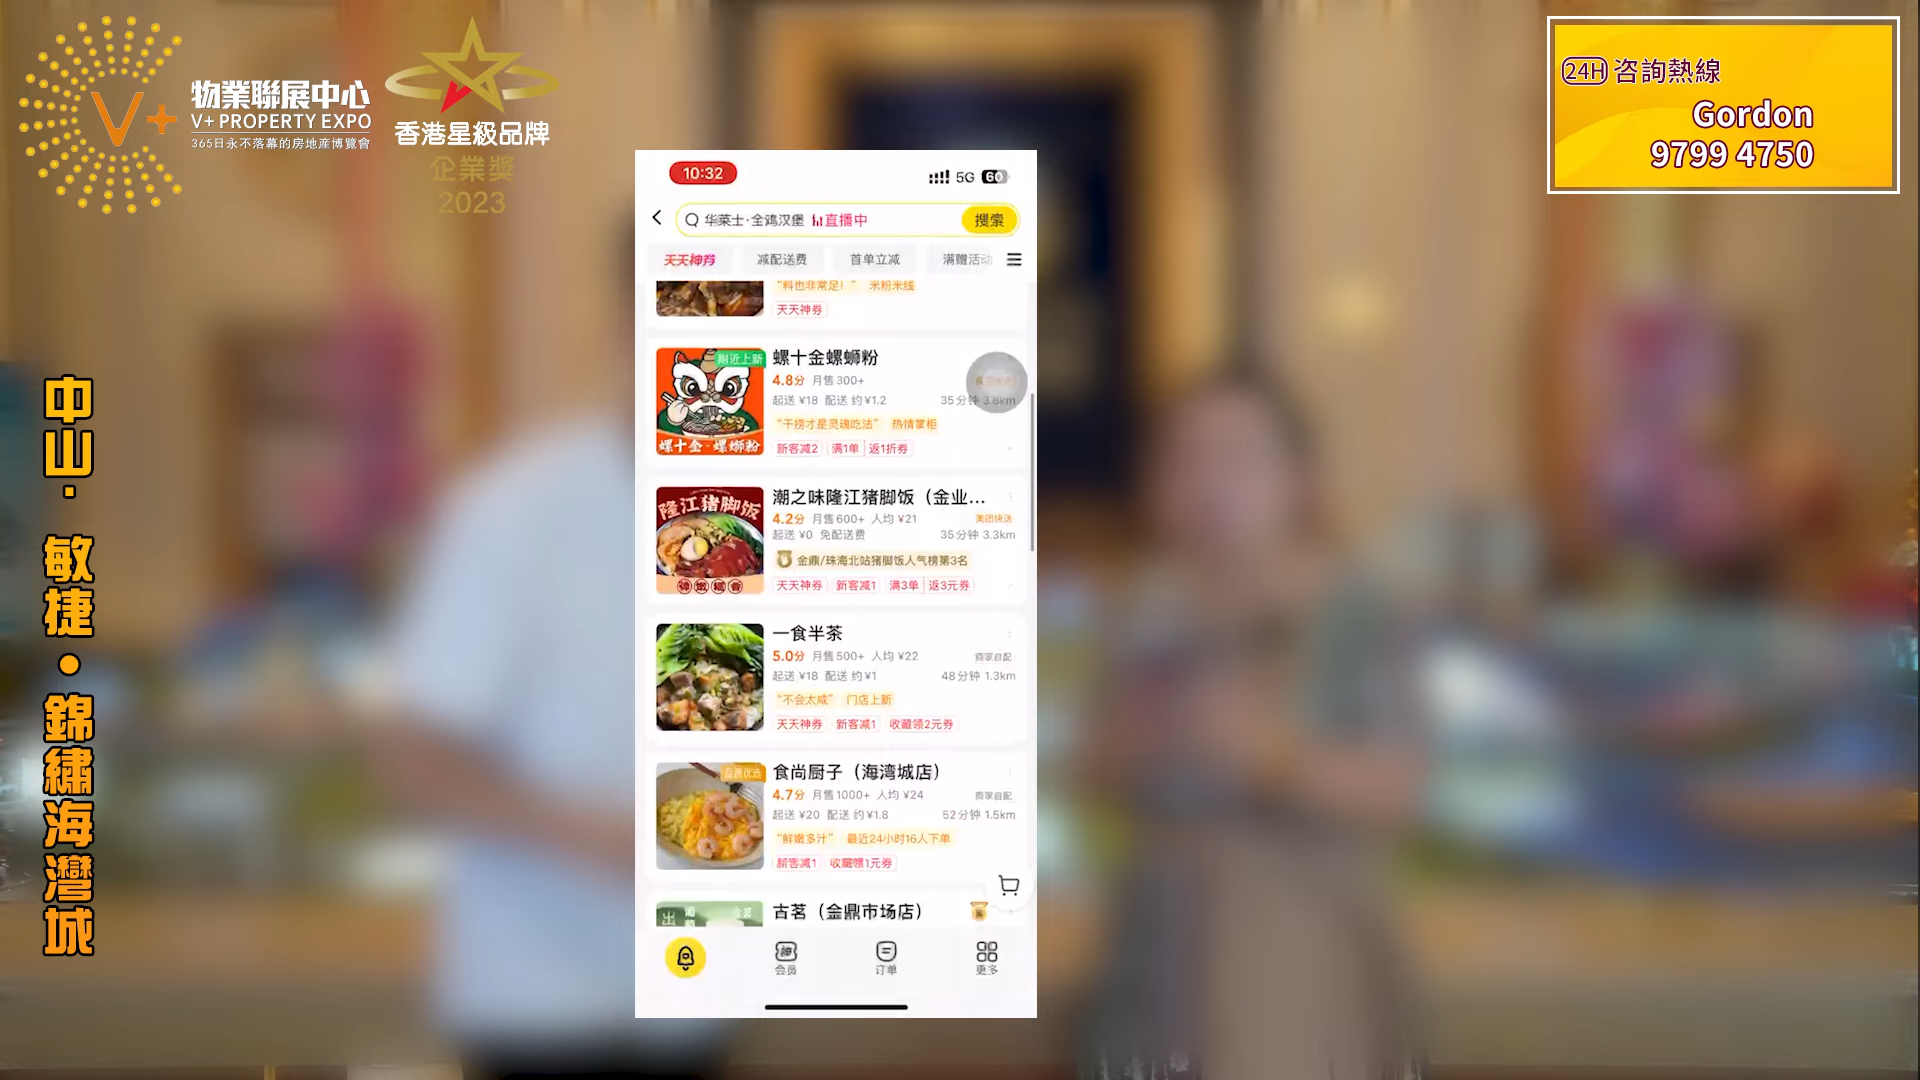 物業聯展中心
V+ PROPERTY EXPO
365日永不落幕的房地產博覽會
香港星級品牌
企業獎
2023
24H 咨詢熱線
Gordon
9799 4750
中山·敏捷·錦繡海灣城
10:32
5G 60
华莱士·全鸡汉堡 直播中
搜索
天天神券 减配送费 首单立减 满赠活动
“料也非常足！” 米粉米线
天天神券
附近上新
螺十金螺蛳粉
4.8分 月售300+
起送 ¥18 配送 约¥1.2 35分钟 3.8km
“干捞才是灵魂吃法” 热情掌柜
新客减2 满1单 返1折券
螺十金·螺蛳粉
隆江猪脚饭
潮之味隆江猪脚饭（金业...
4.2分 月售600+ 人均 ¥21 美团快送
起送 ¥0 免配送费 35分钟 3.3km
金鼎/珠海北站猪脚饭人气榜第3名
天天神券 新客减1 满3单 返3元券
一食半茶
5.0分 月售500+ 人均 ¥22 商家自配
起送 ¥18 配送 约¥1 48分钟 1.3km
“不会太咸” 门店上新
天天神券 新客减1 收藏领2元券
品质优选
食尚厨子（海湾城店）
4.7分 月售1000+ 人均 ¥24 商家自配
起送 ¥20 配送 约¥1.8 52分钟 1.5km
“鲜嫩多汁” 最近24小时16人下单
新客减1 收藏领1元券
古茗（金鼎市场店）
会员 订单 更多